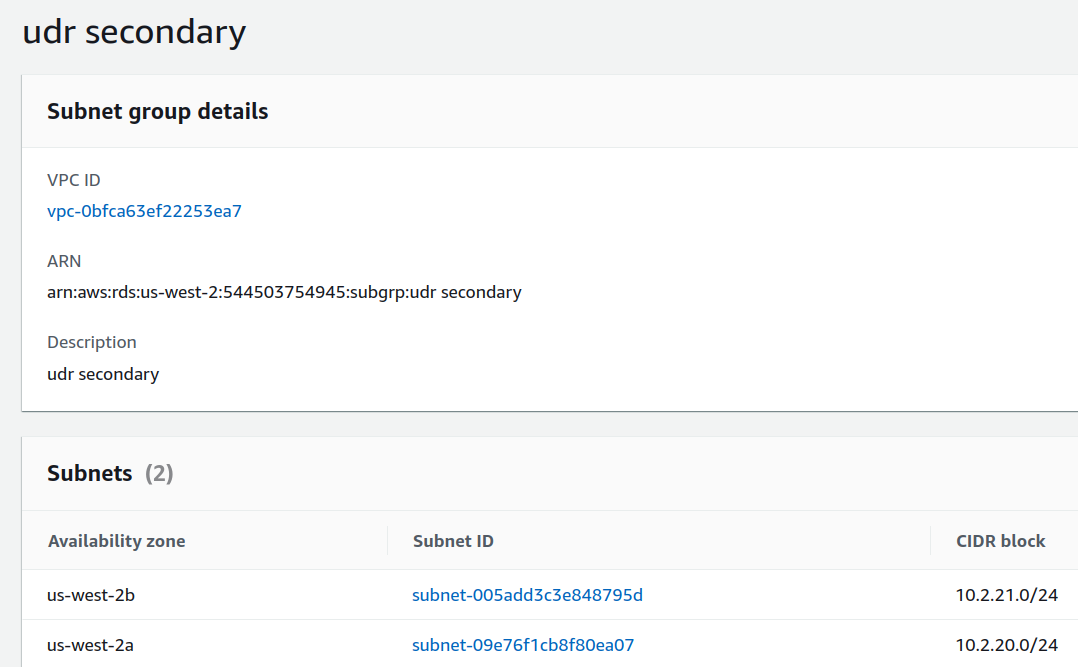 udr secondary
Subnet group details
VPC ID
vpc-0bfca63ef22253ea7
ARN
arn:aws:rds:us-west-2:544503754945:subgrp:udr secondary
Description
udr secondary
Subnets (2)
Availability zone Subnet ID CIDR block
us-west-2b subnet-005add3c3e848795d 10.2.21.0/24
us-west-2a subnet-09e76f1cb8f80ea07 10.2.20.0/24